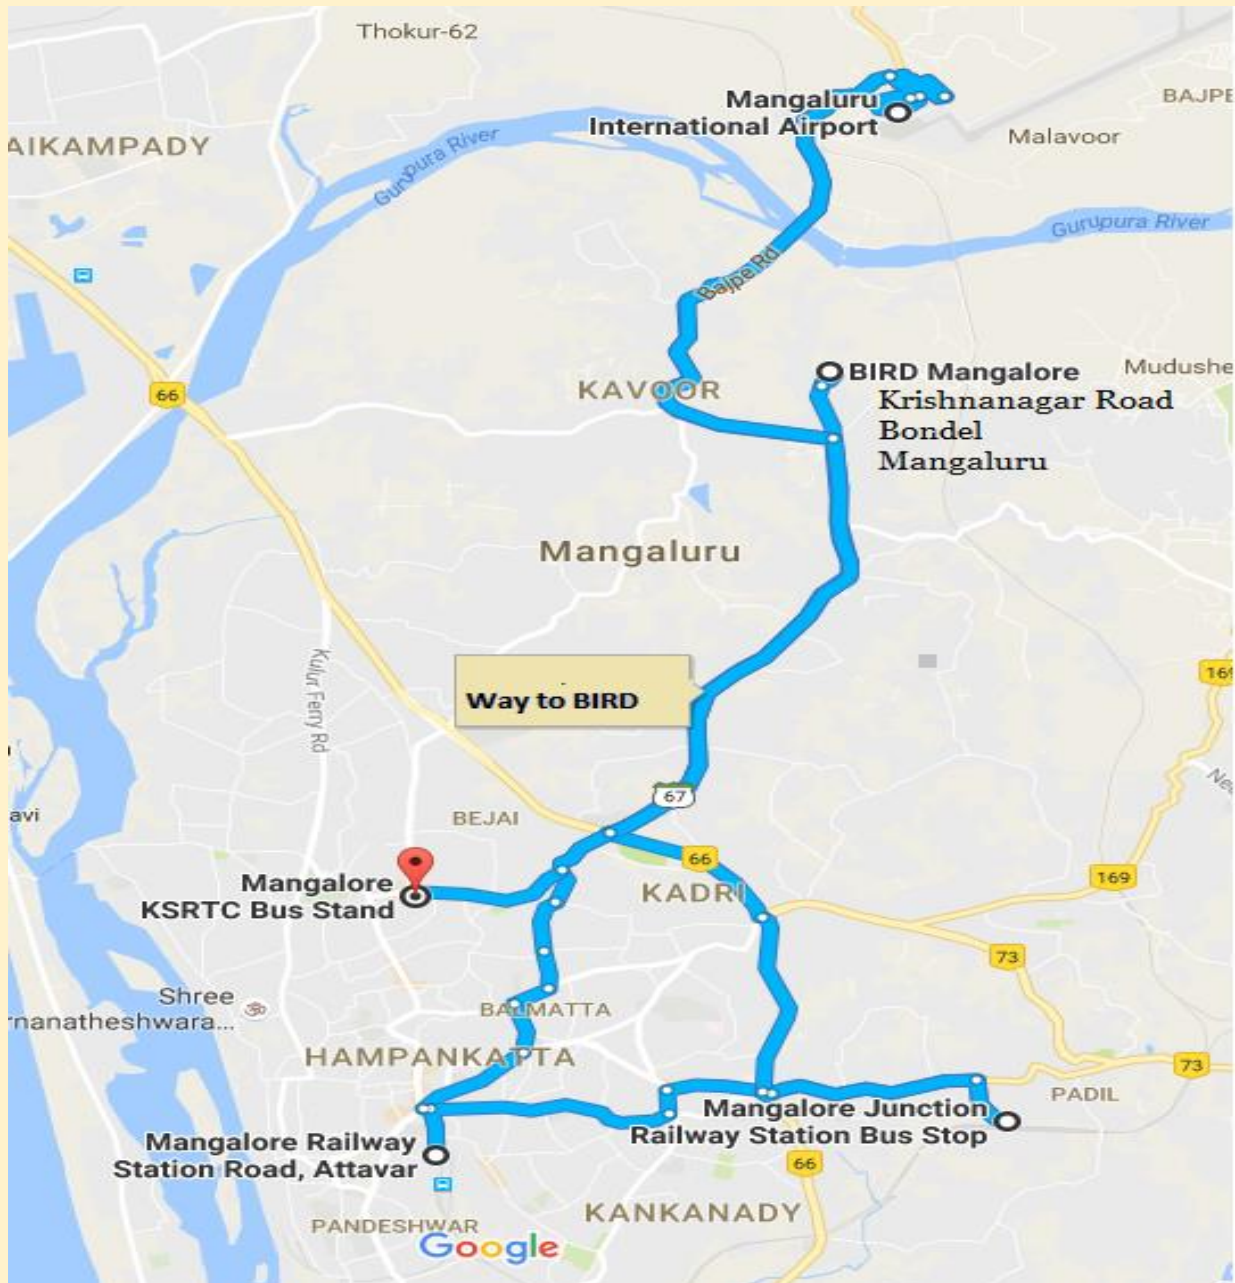 Thokur-62
Mangaluru
International Airport
BAJPE
Malavoor
AIKAMPADY
Gurupura River
Gurupura River
Bajpe Rd
BIRD Mangalore
Krishnanagar Road
Bondel
Mangaluru
Mudushe
KAVOOR
66
Mangaluru
Kulur Ferry Rd
Way to BIRD
169
67
avi
BEJAI
66
169
Mangalore
KSRTC Bus Stand
KADRI
73
Shree
rnanatheshwara...
BALMATTA
HAMPANKATTA
73
PADIL
Mangalore Junction
Railway Station Bus Stop
Mangalore Railway
Station Road, Attavar
66
KANKANADY
PANDESHWAR
Google